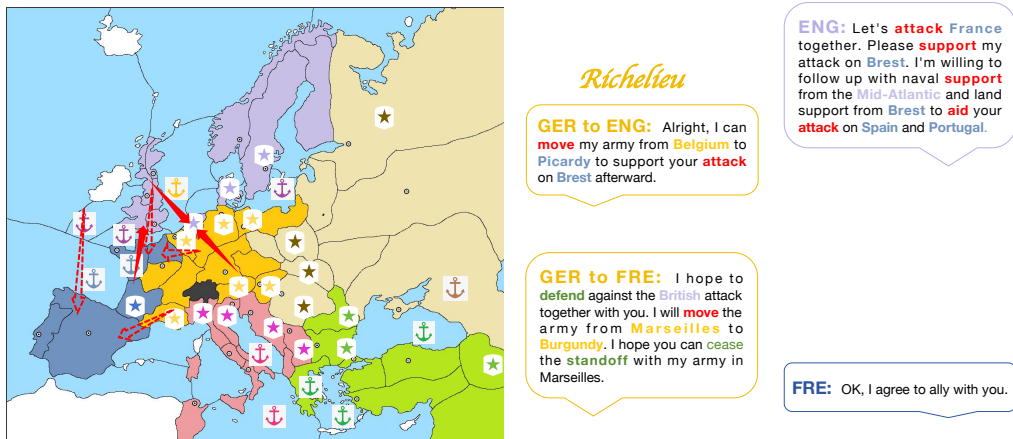 Richelieu
GER to ENG: Alright, I can
move my army from Belgium to
Picardy to support your attack
on Brest afterward.
ENG: Let's attack France
together. Please support my
attack on Brest. I'm willing to
follow up with naval support
from the Mid-Atlantic and land
support from Brest to aid your
attack on Spain and Portugal.
GER to FRE: I hope to
defend against the British attack
together with you. I will move the
army from Marseilles to
Burgundy. I hope you can cease
the standoff with my army in
Marseilles.
FRE: OK, I agree to ally with you.